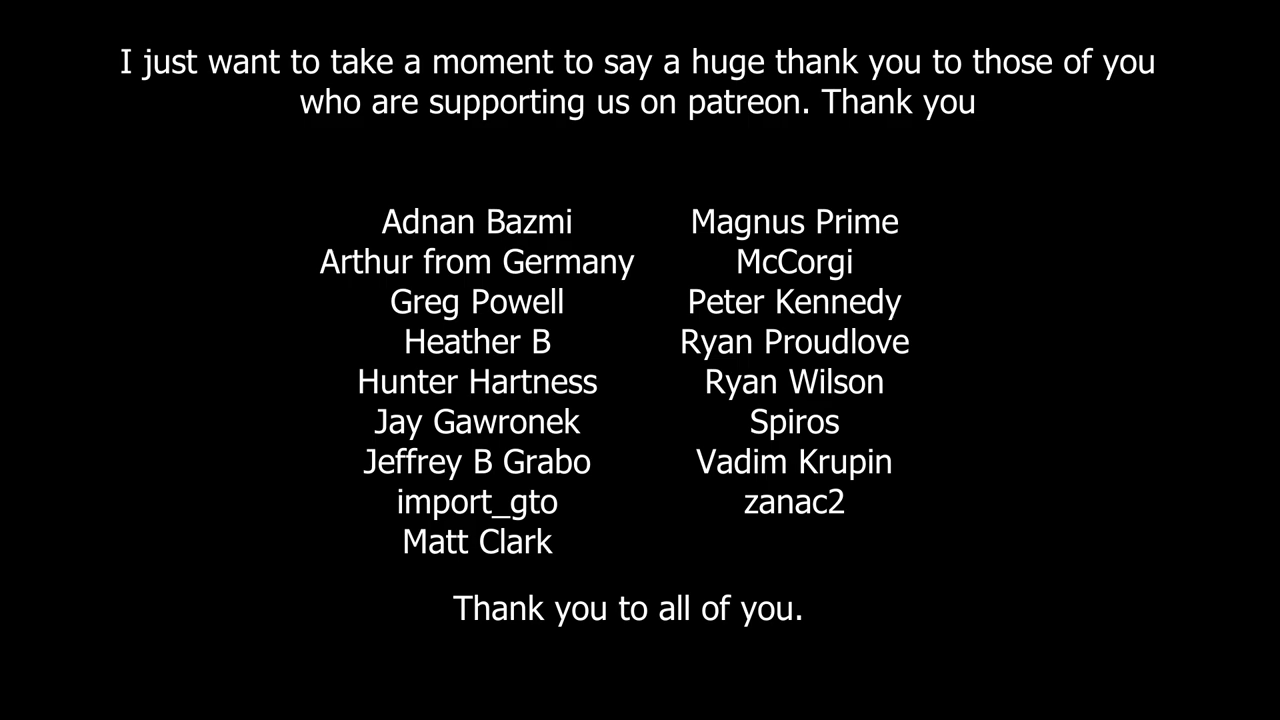 I just want to take a moment to say a huge thank you to those of you
who are supporting us on patreon. Thank you
Adnan Bazmi
Arthur from Germany
Greg Powell
Heather B
Hunter Hartness
Jay Gawronek
Jeffrey B Grabo
import_gto
Matt Clark
Magnus Prime
McCorgi
Peter Kennedy
Ryan Proudlove
Ryan Wilson
Spiros
Vadim Krupin
zanac2
Thank you to all of you.